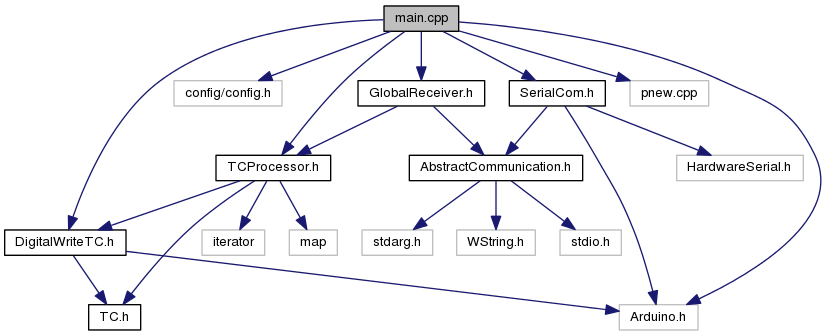 main.cpp
config/config.h
GlobalReceiver.h
SerialCom.h
pnew.cpp
TCProcessor.h
AbstractCommunication.h
HardwareSerial.h
DigitalWriteTC.h
iterator
map
stdarg.h
WString.h
stdio.h
TC.h
Arduino.h